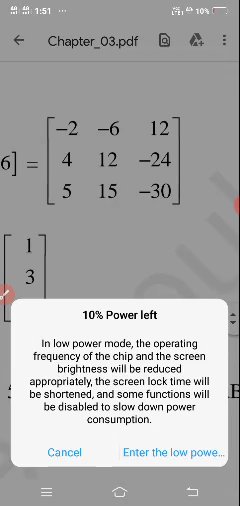 1:51 ... 10%
Chapter_03.pdf
-2 -6 12
6] = 4 12 -24
5 15 -30
1
3
10% Power left
In low power mode, the operating
frequency of the chip and the screen
brightness will be reduced
appropriately, the screen lock time will
be shortened, and some functions will
be disabled to slow down power
consumption.
Cancel Enter the low powe...